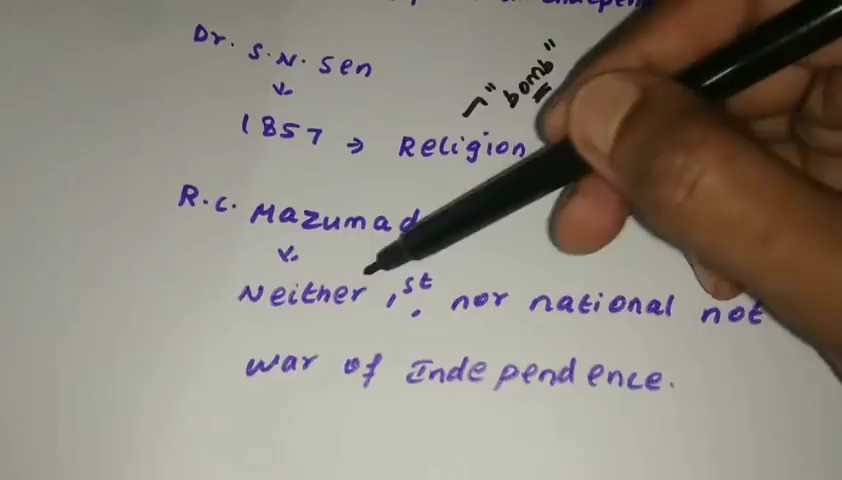 Dr. S.N. Sen
"bomb"
1857 → Religion
R.C. Mazumad
Neither 1st, nor national not
war of Independence.